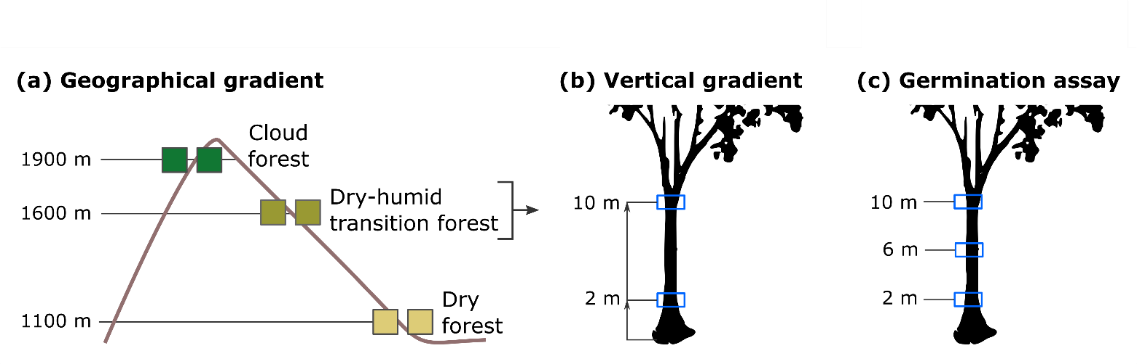 (a) Geographical gradient
Cloud
forest
1900 m
Dry-humid
transition forest
1600 m
Dry
forest
1100 m
(b) Vertical gradient
10 m
2 m
(c) Germination assay
10 m
6 m
2 m